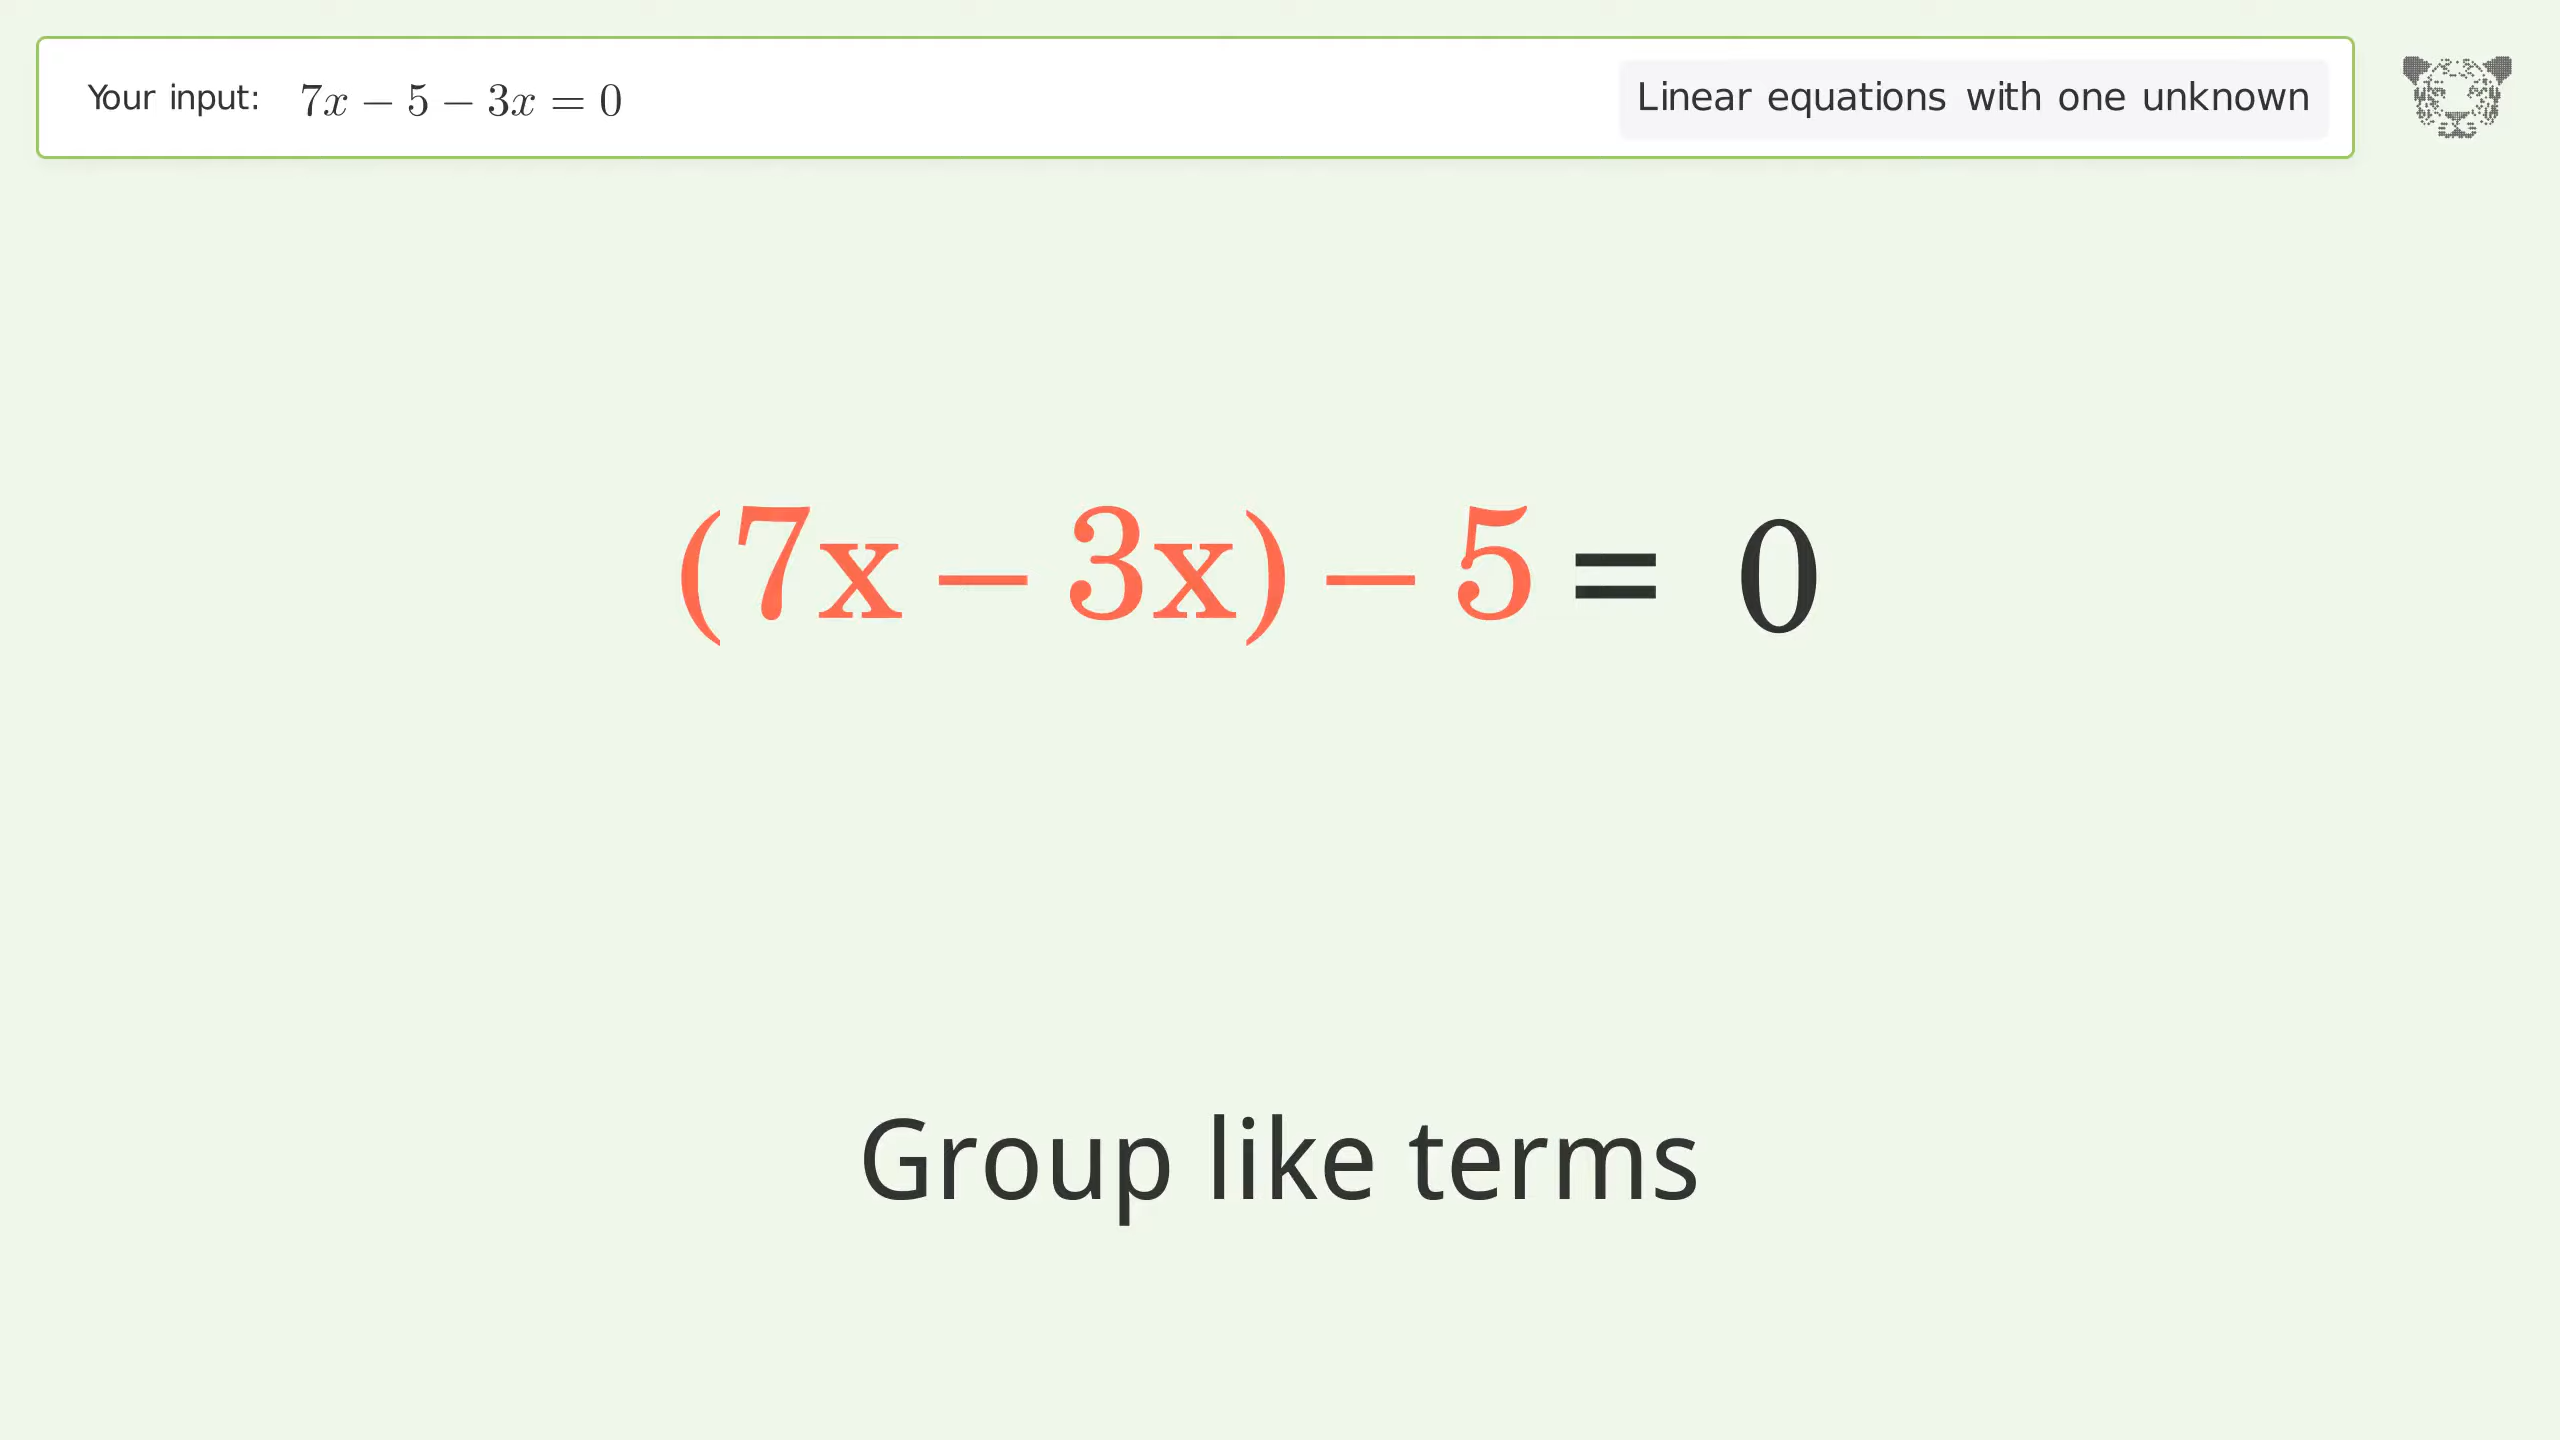 Your input: 7x − 5 − 3x = 0
Linear equations with one unknown
(7x − 3x) − 5 = 0
Group like terms